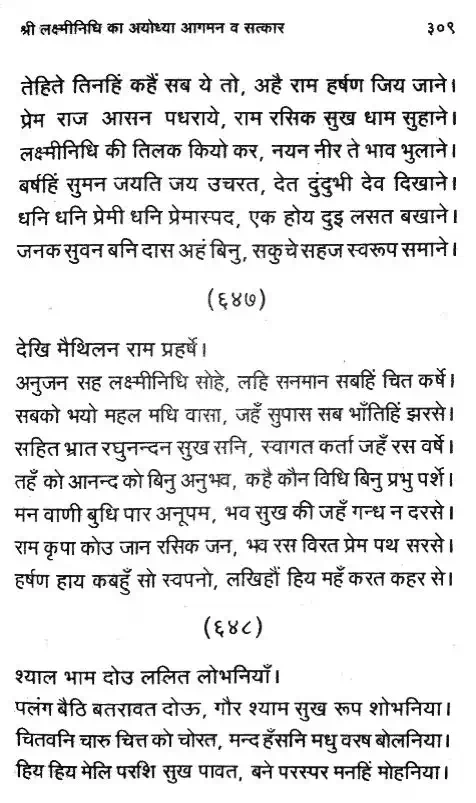 श्री लक्ष्मीनिधि का अयोध्या आगमन व सत्कार ३०९
तेहिते तिनहिं कहैं सब ये तो, अहै राम हर्षण जिय जाने।
प्रेम राज आसन पधराये, राम रसिक सुख धाम सुहाने।
लक्ष्मीनिधि की तिलक कियो कर, नयन नीर ते भाव भुलाने।
बर्षहिं सुमन जयति जय उचरत, देत दुंदुभी देव दिखाने।
धनि धनि प्रेमी धनि प्रेमास्पद, एक होय दुइ लसत बखाने।
जनक सुवन बनि दास अहं बिनु, सकुचे सहज स्वरूप समाने।
(६४७)
देखि मैथिलन राम प्रहर्षे।
अनुजन सह लक्ष्मीनिधि सोहे, लहि सनमान सबहिं चित कर्षे।
सबको भयो महल मधि वासा, जहँ सुपास सब भाँतिहिं झरसे।
सहित भ्रात रघुनन्दन सुख सनि, स्वागत कर्ता जहँ रस वर्षे।
तहँ को आनन्द को बिनु अनुभव, कहै कौन विधि बिनु प्रभु पर्शे।
मन वाणी बुधि पार अनूपम, भव सुख की जहँ गन्ध न दरसे।
राम कृपा कोउ जान रसिक जन, भव रस विरत प्रेम पथ सरसे।
हर्षण हाय कबहुँ सो स्वपनो, लखिहौं हिय महँ करत कहर से।
(६४८)
श्याल भाम दोउ ललित लोभनियाँ।
पलंग बैठि बतरावत दोऊ, गौर श्याम सुख रूप शोभनिया।
चितवनि चारु चित्त को चोरत, मन्द हँसनि मधु वरष बोलनिया।
हिय हिय मेलि परशि सुख पावत, बने परस्पर मनहिं मोहनिया।